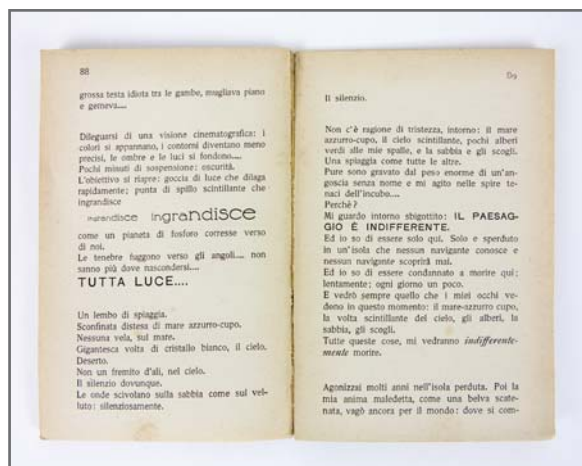 88
grossa testa idiota tra le gambe, mugliava piano
e gemeva....
Dileguarsi di una visione cinematografica: i
colori si appannano, i contorni diventano meno
precisi, le ombre e le luci si fondono....
Pochi minuti di sospensione: oscurità.
L'obiettivo si riapre: goccia di luce che dilaga
rapidamente; punta di spillo scintillante che
ingrandisce
ingrandisce ingrandisce
come un pianeta di fosforo corresse verso
di noi.
Le tenebre fuggono verso gli angoli.... non
sanno più dove nascondersi....
TUTTA LUCE....
Un lembo di spiaggia.
Sconfinata distesa di mare azzurro-cupo.
Nessuna vela, sul mare.
Gigantesca volta di cristallo bianco, il cielo.
Deserto.
Non un fremito d'ali, nel cielo.
Il silenzio dovunque.
Le onde scivolano sulla sabbia come sul vel-
luto: silenziosamente.
89
Il silenzio.
Non c'è ragione di tristezza, intorno: il mare
azzurro-cupo, il cielo scintillante, pochi alberi
verdi alle mie spalle, e la sabbia e gli scogli.
Una spiaggia come tutte le altre.
Pure sono gravato dal peso enorme di un'an-
goscia senza nome e mi agito nelle spire te-
naci dell'incubo....
Perchè?
Mi guardo intorno sbigottito: IL PAESAG-
GIO È INDIFFERENTE.
Ed io so di essere solo qui. Solo e sperduto
in un'isola che nessun navigante conosce e
nessun navigante scoprirà mai.
Ed io so di essere condannato a morire qui;
lentamente; ogni giorno un poco.
E vedrò sempre quello che i miei occhi ve-
dono in questo momento: il mare-azzurro cupo,
la volta scintillante del cielo, gli alberi, la
sabbia, gli scogli.
Tutte queste cose, mi vedranno indifferente-
mente morire.
Agonizzai molti anni nell'isola perduta. Poi la
mia anima maledetta, come una belva scate-
nata, vagò ancora per il mondo: dove si com-